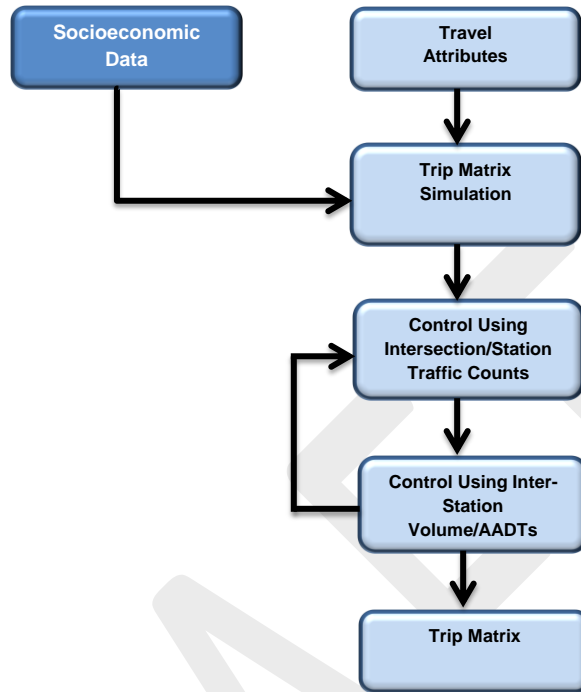 Socioeconomic
Data
Travel
Attributes
Trip Matrix
Simulation
Control Using
Intersection/Station
Traffic Counts
Control Using Inter-
Station
Volume/AADTs
Trip Matrix